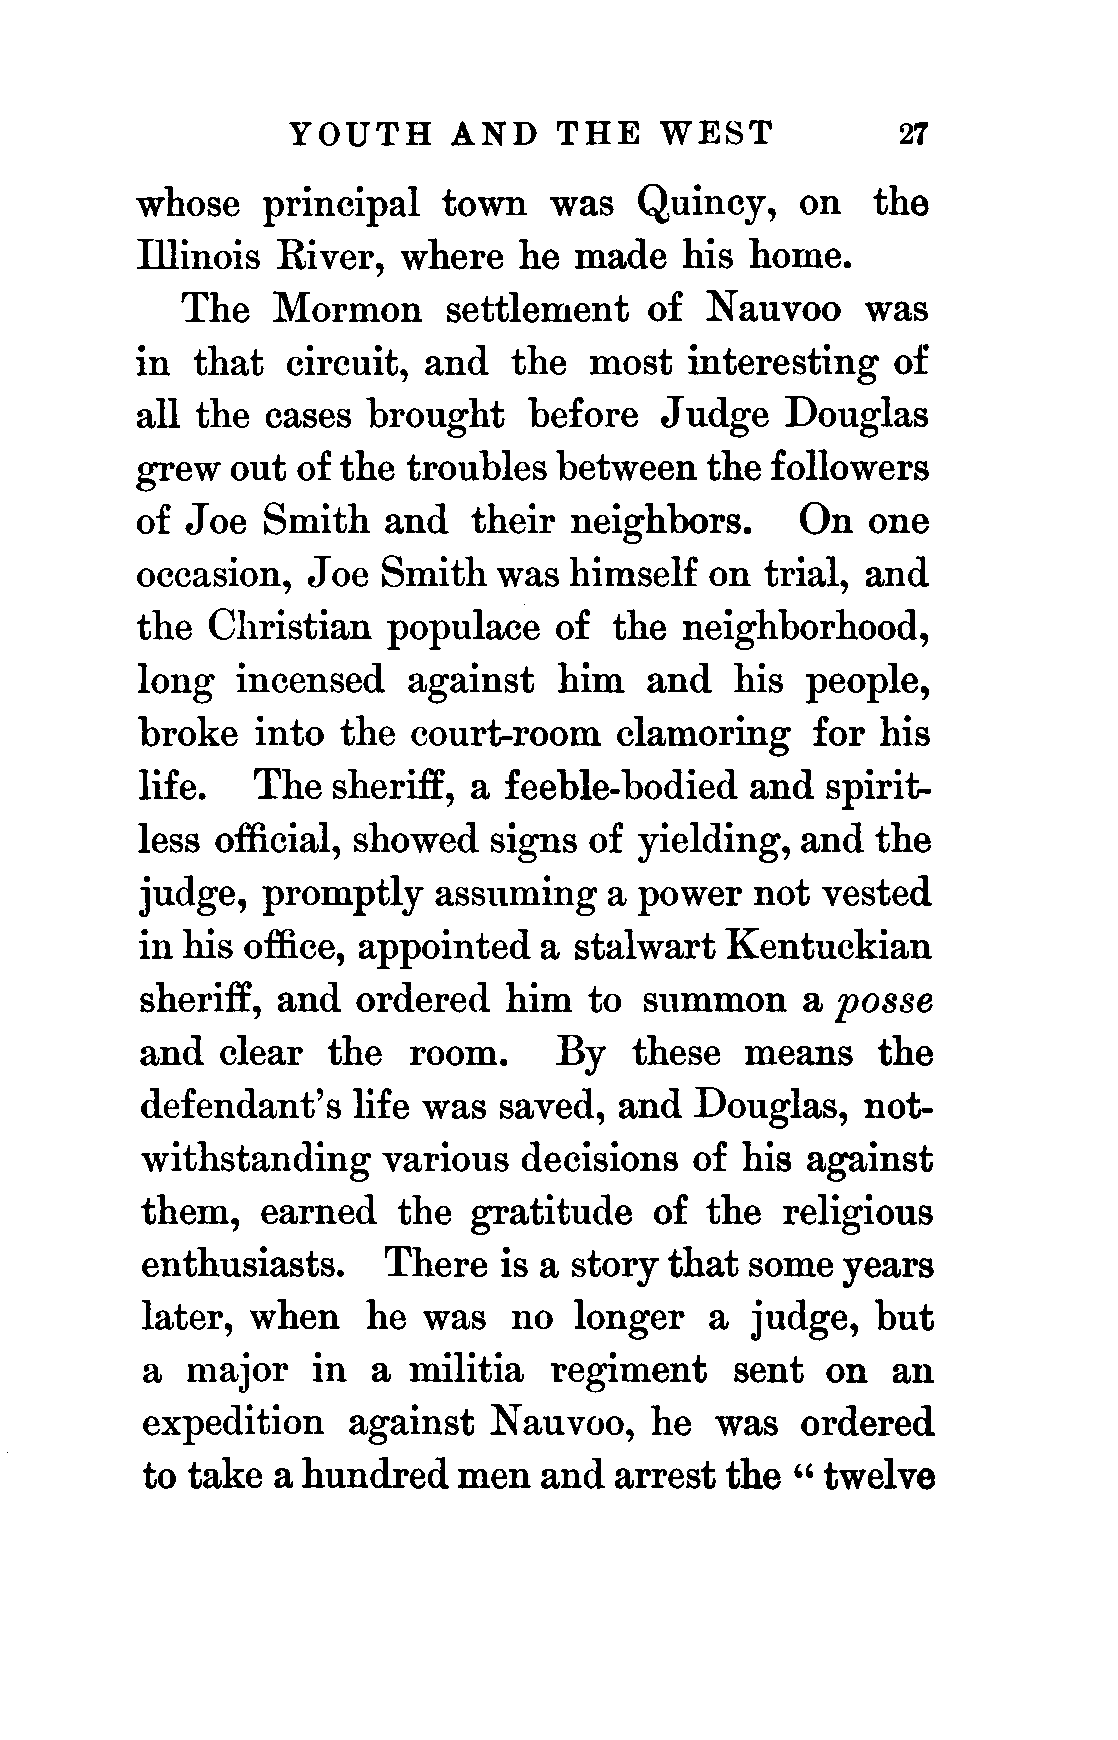 YOUTH AND THE WEST 27
whose principal town was Quincy, on the
Illinois River, where he made his home.
The Mormon settlement of Nauvoo was
in that circuit, and the most interesting of
all the cases brought before Judge Douglas
grew out of the troubles between the followers
of Joe Smith and their neighbors. On one
occasion, Joe Smith was himself on trial, and
the Christian populace of the neighborhood,
long incensed against him and his people,
broke into the court-room clamoring for his
life. The sheriff, a feeble-bodied and spirit-
less official, showed signs of yielding, and the
judge, promptly assuming a power not vested
in his office, appointed a stalwart Kentuckian
sheriff, and ordered him to summon a posse
and clear the room. By these means the
defendant's life was saved, and Douglas, not-
withstanding various decisions of his against
them, earned the gratitude of the religious
enthusiasts. There is a story that some years
later, when he was no longer a judge, but
a major in a militia regiment sent on an
expedition against Nauvoo, he was ordered
to take a hundred men and arrest the “ twelve